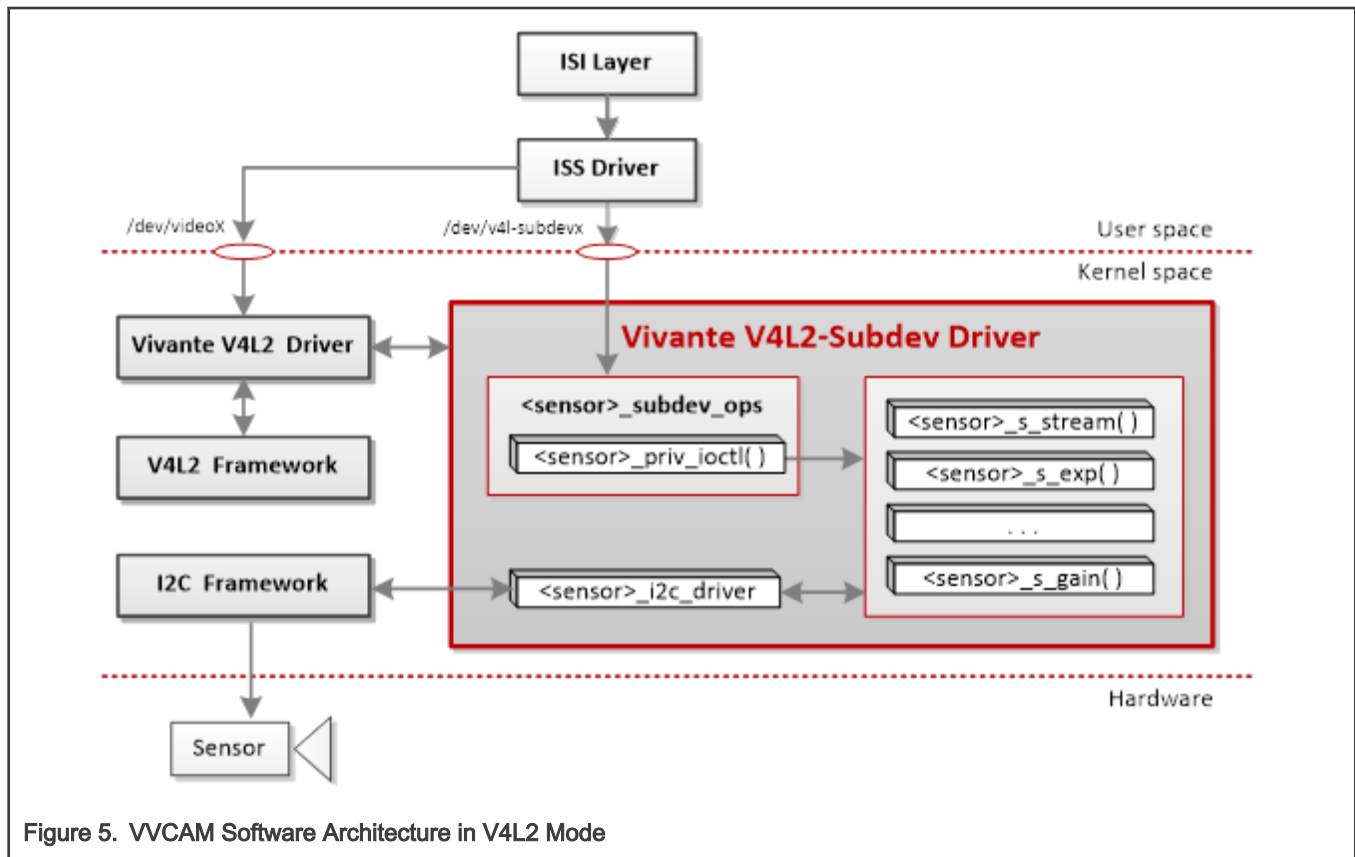 ISI Layer
ISS Driver
/dev/videoX
/dev/v4l-subdevx
User space
Kernel space
Vivante V4L2 Driver
Vivante V4L2-Subdev Driver
<sensor>_subdev_ops
<sensor>_priv_ioctl( )
<sensor>_s_stream( )
<sensor>_s_exp( )
. . .
<sensor>_s_gain( )
V4L2 Framework
I2C Framework
<sensor>_i2c_driver
Hardware
Sensor
Figure 5. VVCAM Software Architecture in V4L2 Mode